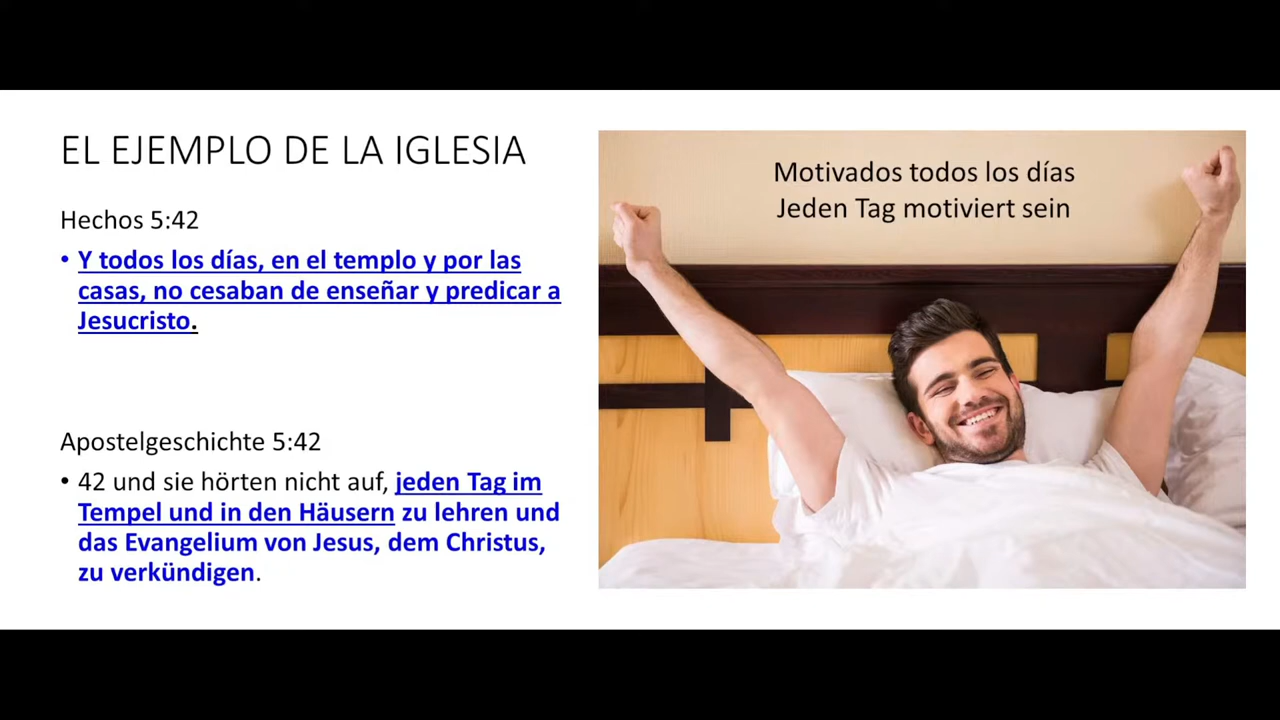 EL EJEMPLO DE LA IGLESIA
Hechos 5:42
• Y todos los días, en el templo y por las
casas, no cesaban de enseñar y predicar a
Jesucristo.
Apostelgeschichte 5:42
• 42 und sie hörten nicht auf, jeden Tag im
Tempel und in den Häusern zu lehren und
das Evangelium von Jesus, dem Christus,
zu verkündigen.
Motivados todos los días
Jeden Tag motiviert sein